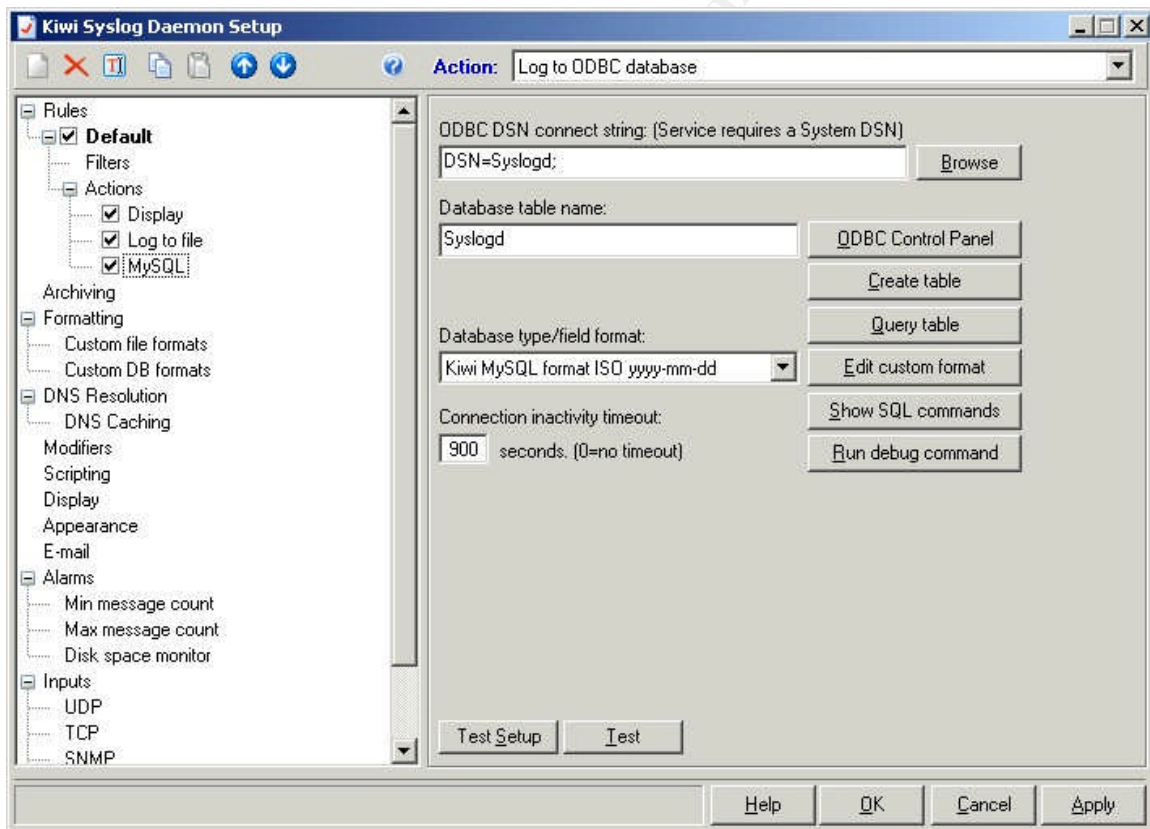 Kiwi Syslog Daemon Setup
Action: Log to ODBC database
Rules
Default
Filters
Actions
Display
Log to file
MySQL
Archiving
Formatting
Custom file formats
Custom DB formats
DNS Resolution
DNS Caching
Modifiers
Scripting
Display
Appearance
E-mail
Alarms
Min message count
Max message count
Disk space monitor
Inputs
UDP
TCP
SNMP
ODBC DSN connect string: (Service requires a System DSN)
DSN=Syslogd;
Browse
Database table name:
Syslogd
ODBC Control Panel
Create table
Query table
Database type/field format:
Kiwi MySQL format ISO yyyy-mm-dd
Edit custom format
Show SQL commands
Connection inactivity timeout:
900 seconds. (0=no timeout)
Run debug command
Test Setup
Test
Help
OK
Cancel
Apply